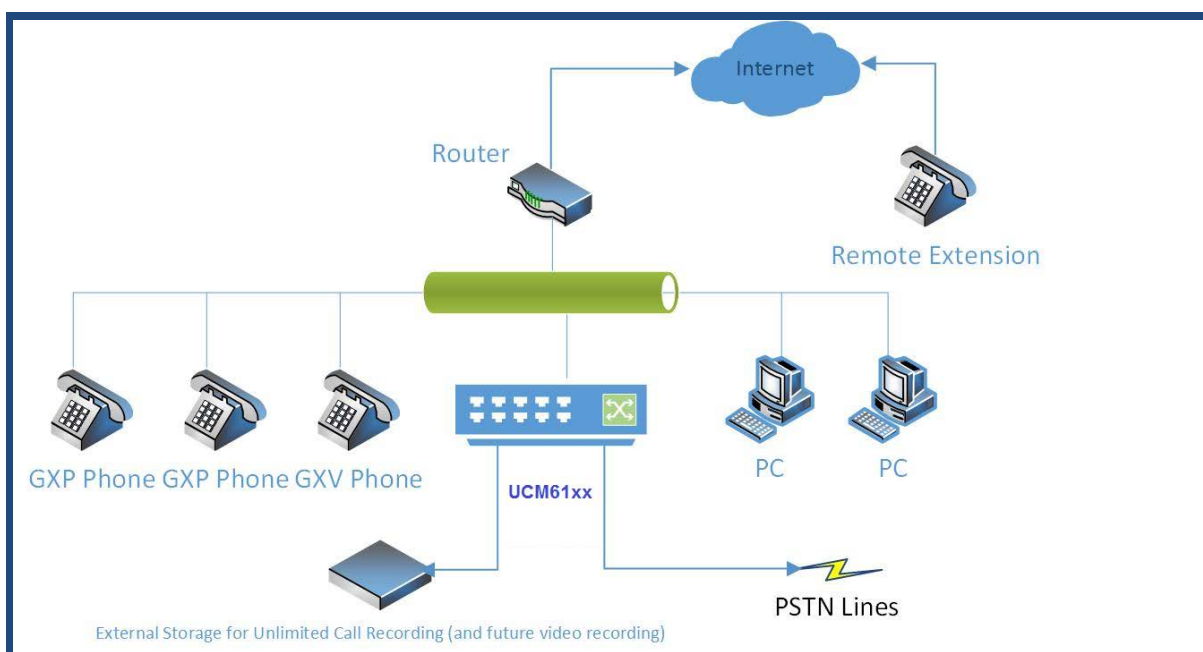 Internet
Router
Remote Extension
GXP Phone GXP Phone GXV Phone
PC
PC
UCM61xx
PSTN Lines
External Storage for Unlimited Call Recording (and future video recording)